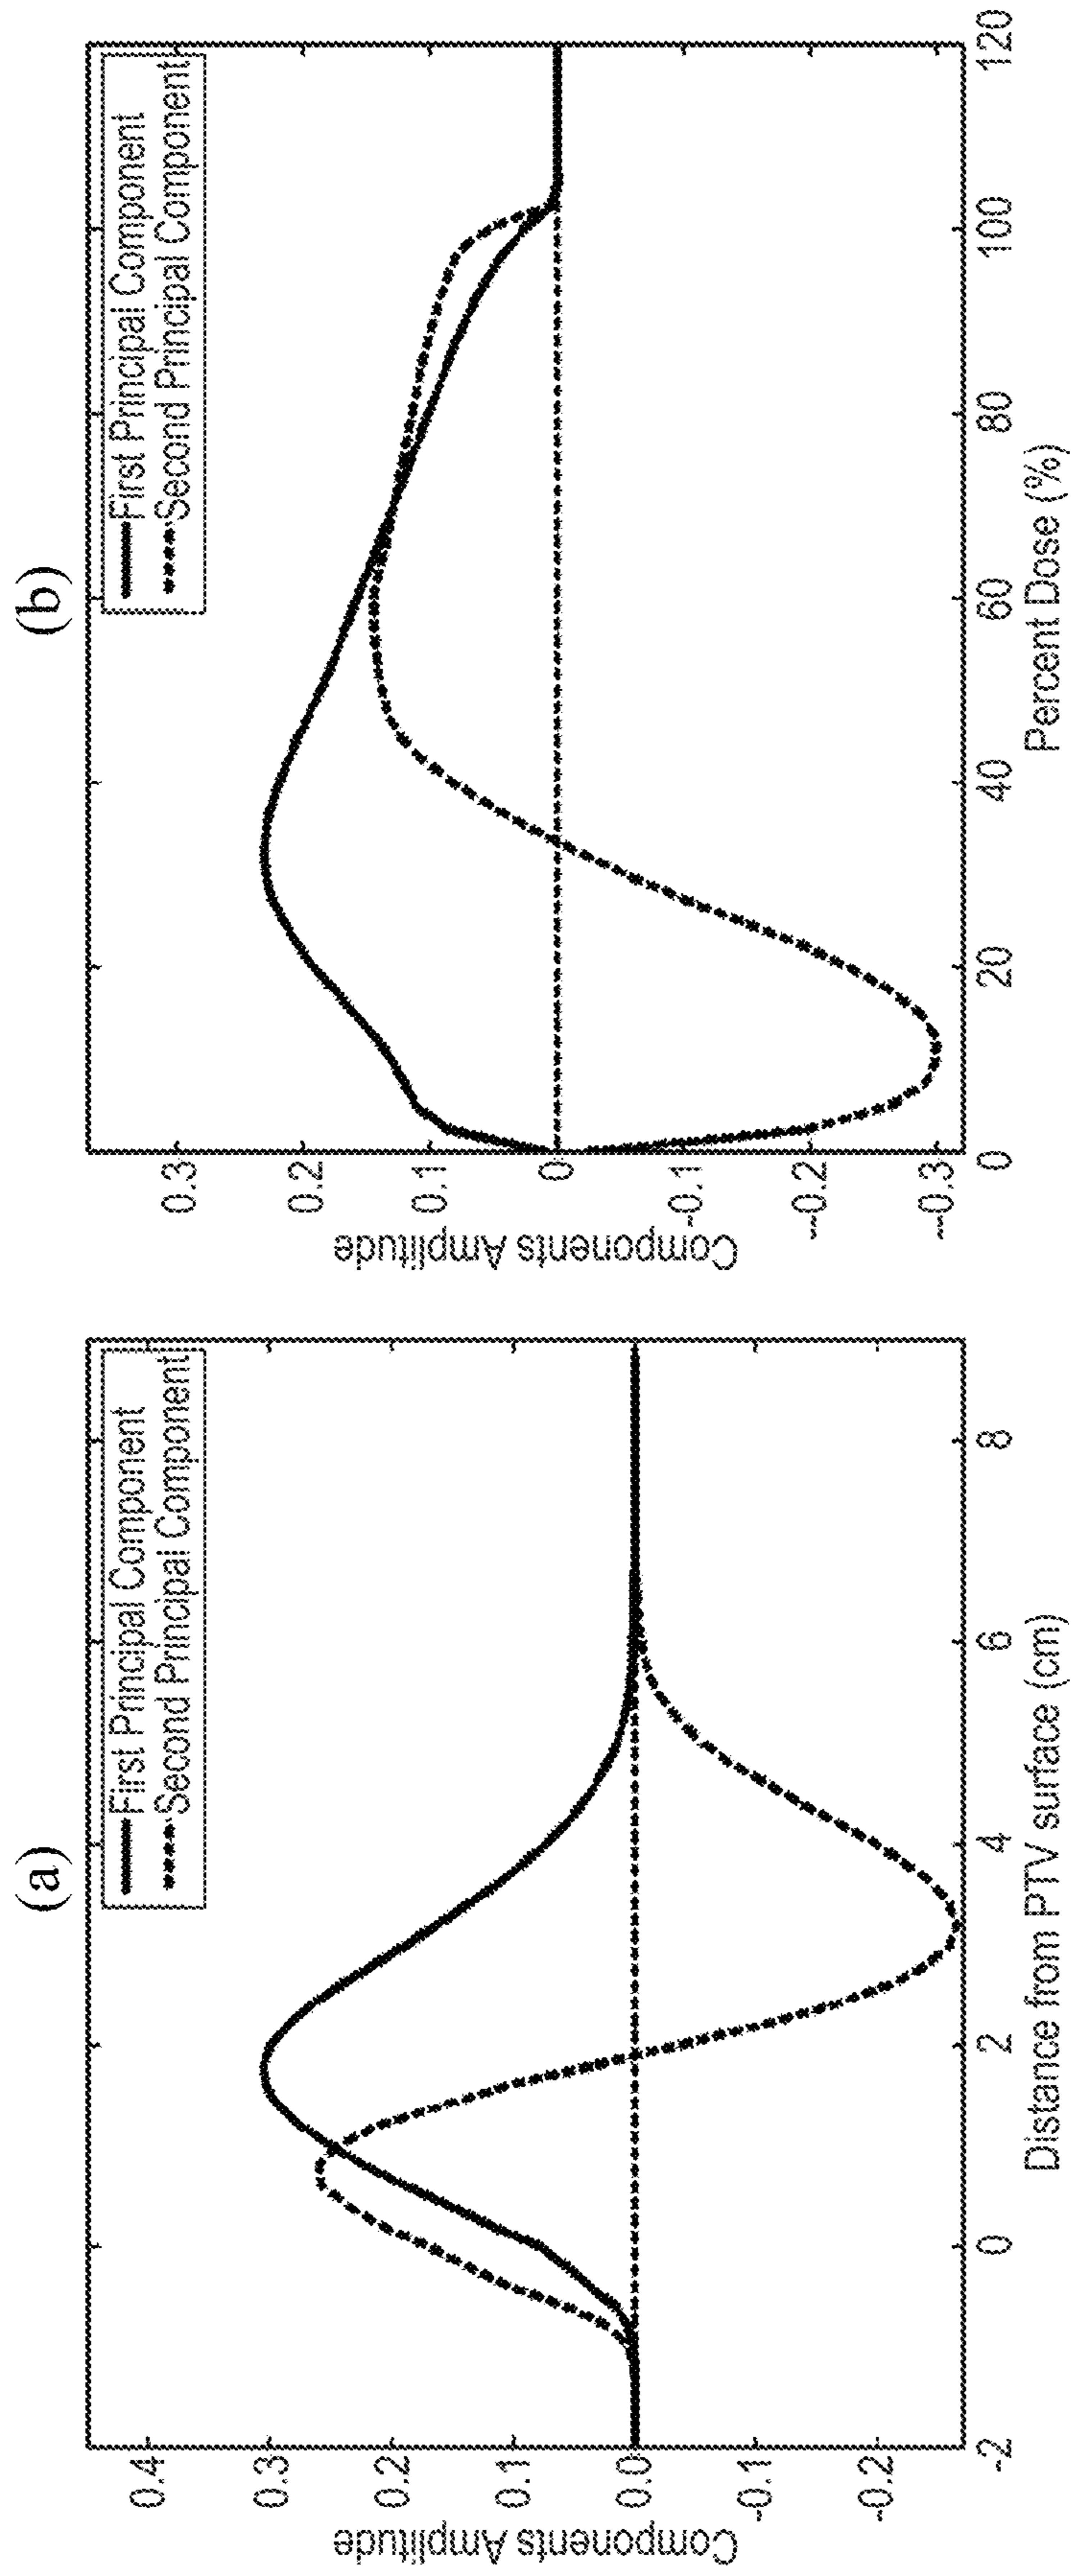 (a)
First Principal Component
Second Principal Component
Components Amplitude
0.4
0.3
0.2
0.1
0.0
-0.1
-0.2
-2
0
2
4
6
8
Distance from PTV surface (cm)
(b)
First Principal Component
Second Principal Component
Components Amplitude
0.3
0.2
0.1
0
-0.1
-0.2
-0.3
0
20
40
60
80
100
120
Percent Dose (%)